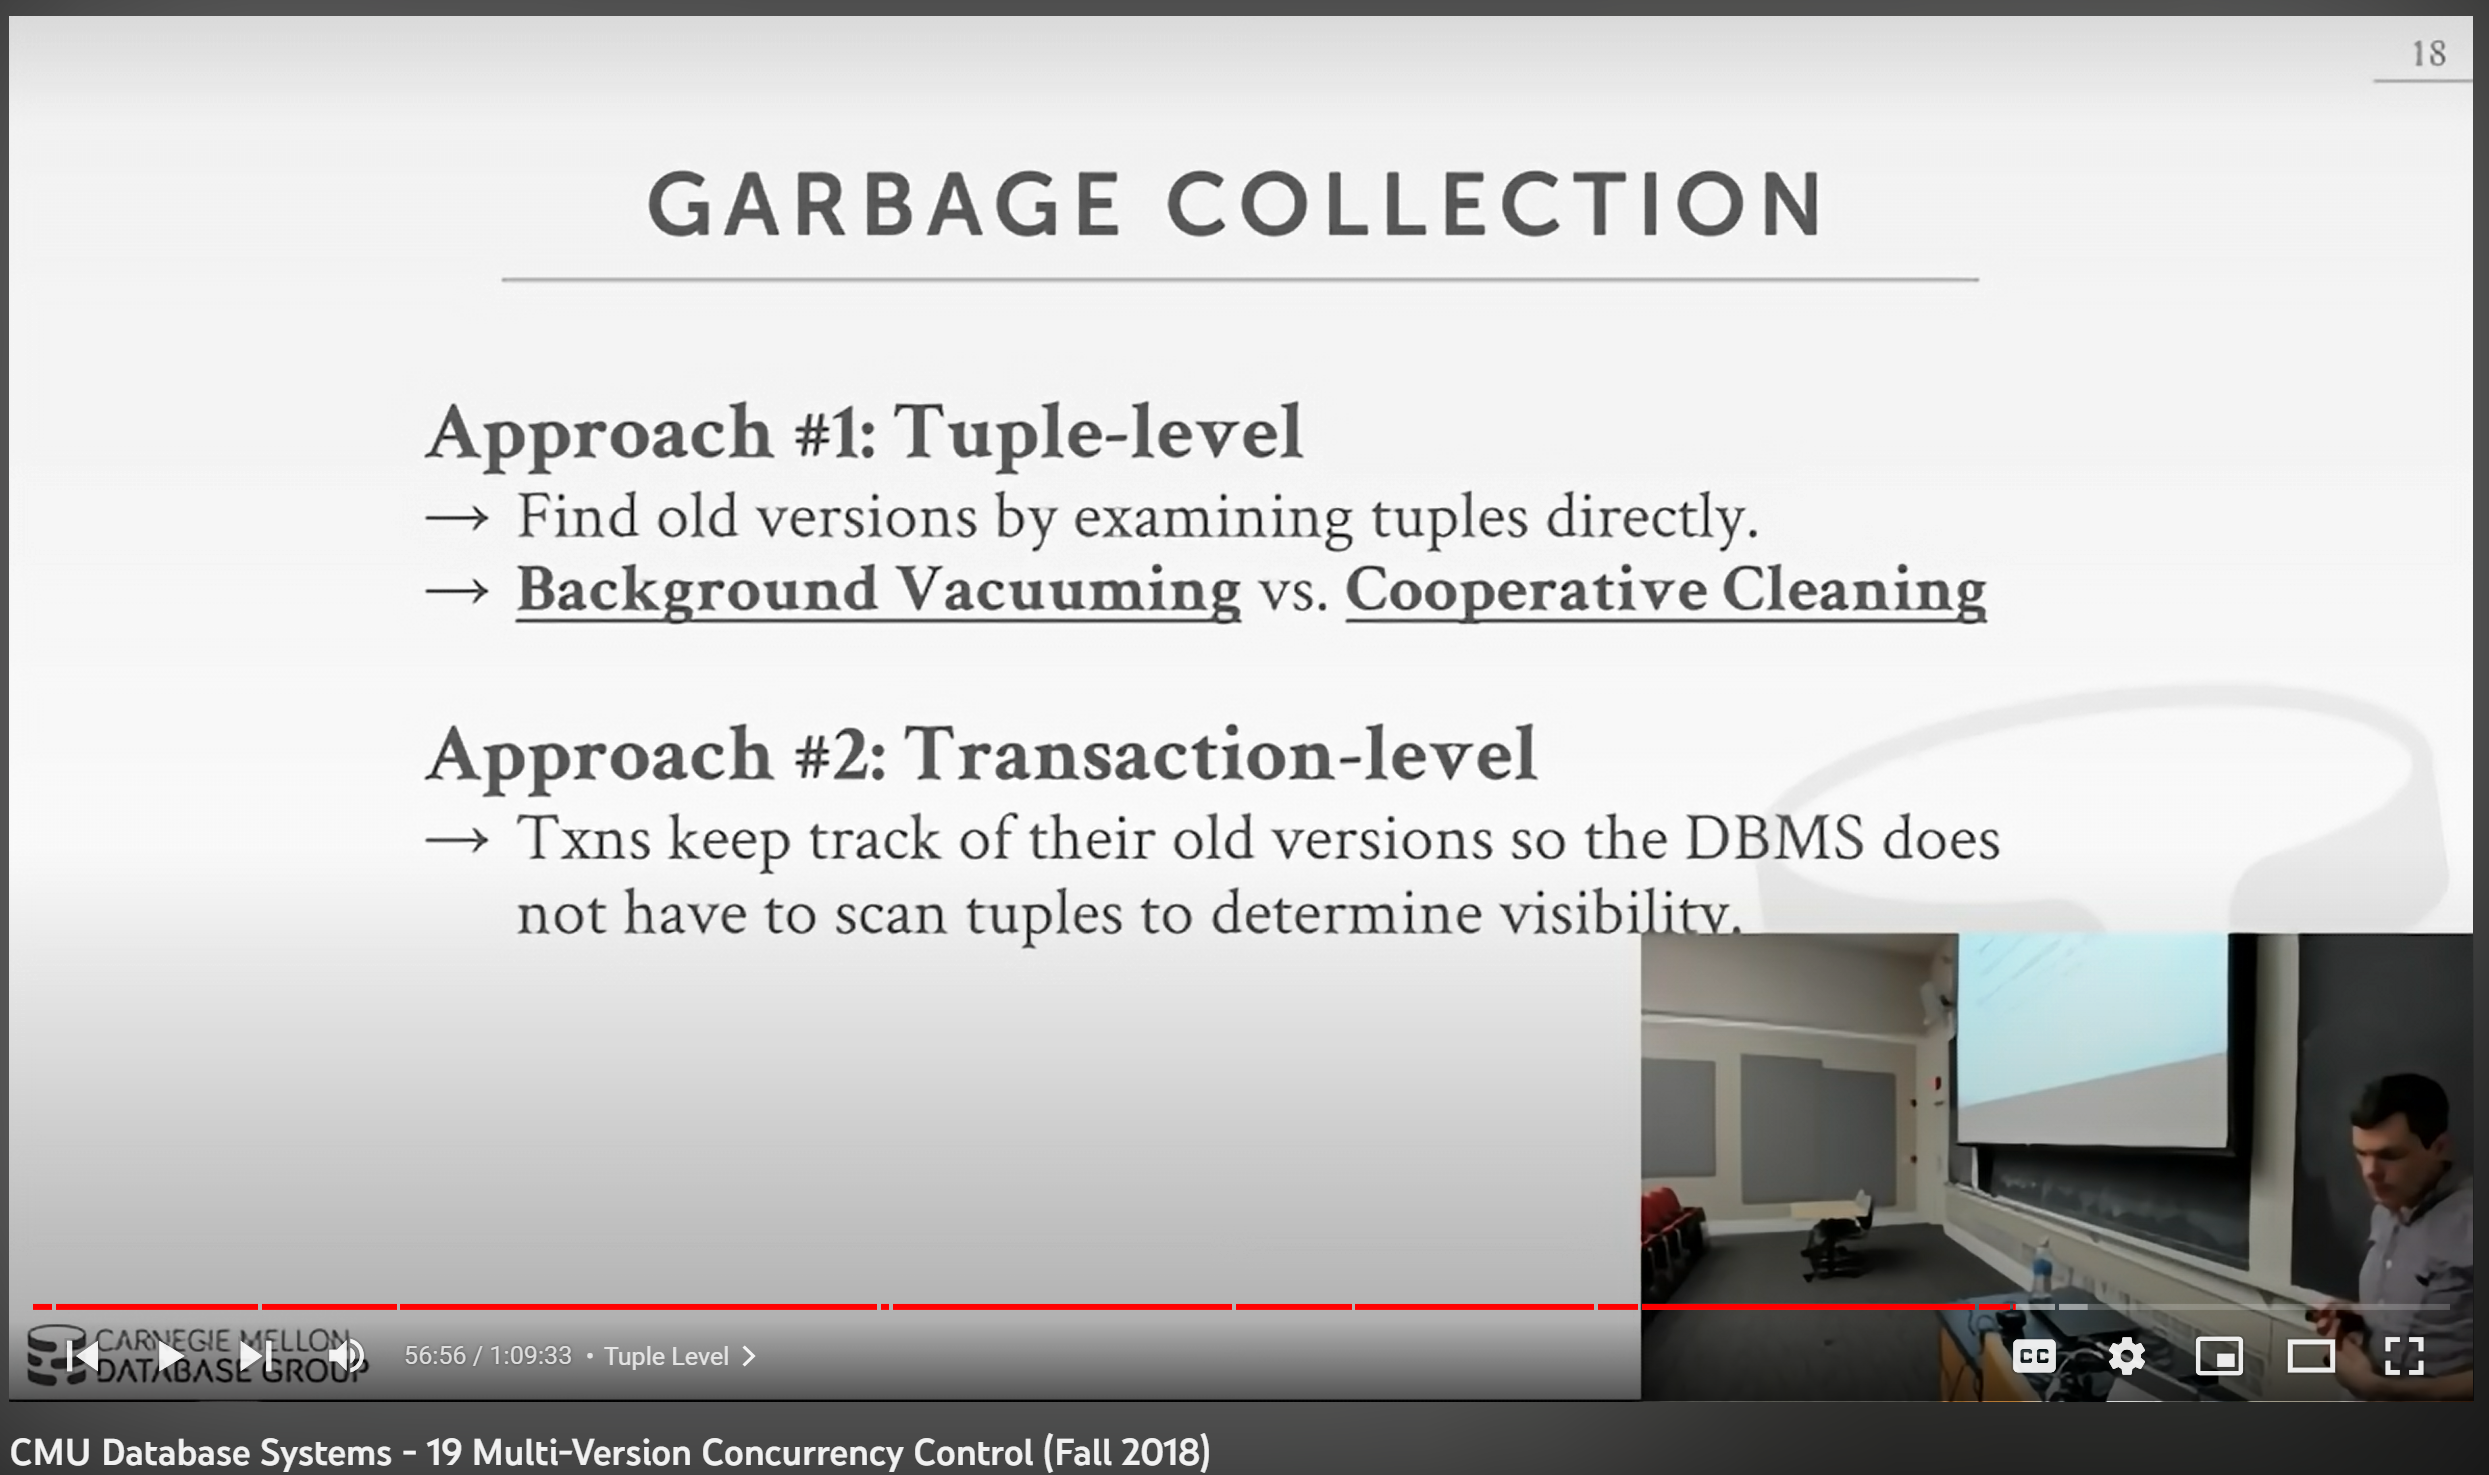 18
GARBAGE COLLECTION
Approach #1: Tuple-level
→ Find old versions by examining tuples directly.
→ Background Vacuuming vs. Cooperative Cleaning
Approach #2: Transaction-level
→ Txns keep track of their old versions so the DBMS does
not have to scan tuples to determine visibility.
CARNEGIE MELLON
DATABASE GROUP
56:56 / 1:09:33 • Tuple Level
CC
CMU Database Systems - 19 Multi-Version Concurrency Control (Fall 2018)